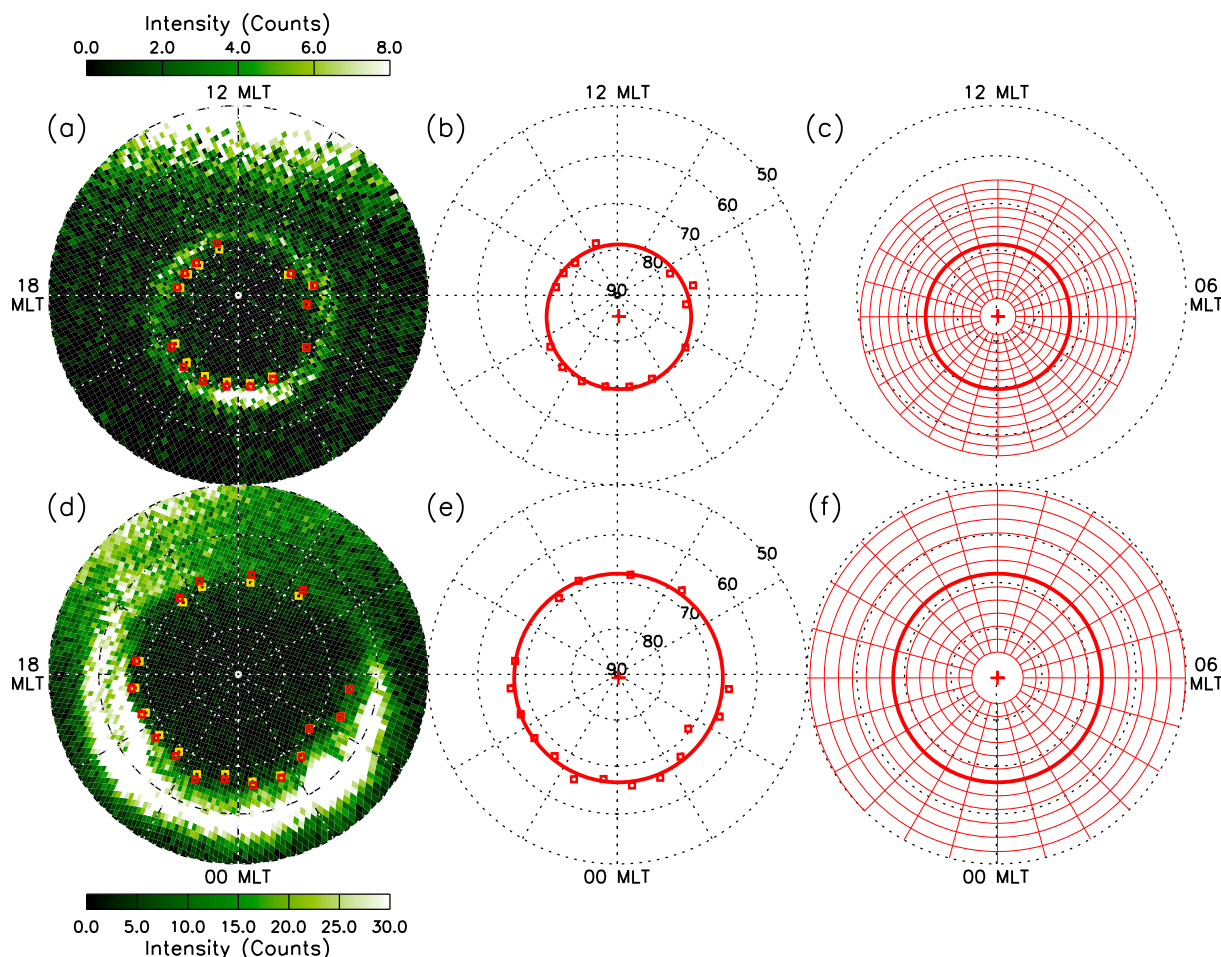 Intensity (Counts)
0.0 2.0 4.0 6.0 8.0
12 MLT 12 MLT 12 MLT
(a) (b) (c)
50
60
70
80
90
18
MLT
06
MLT
(d) (e) (f)
50
60
70
80
90
18
MLT
06
MLT
00 MLT 00 MLT 00 MLT
0.0 5.0 10.0 15.0 20.0 25.0 30.0
Intensity (Counts)